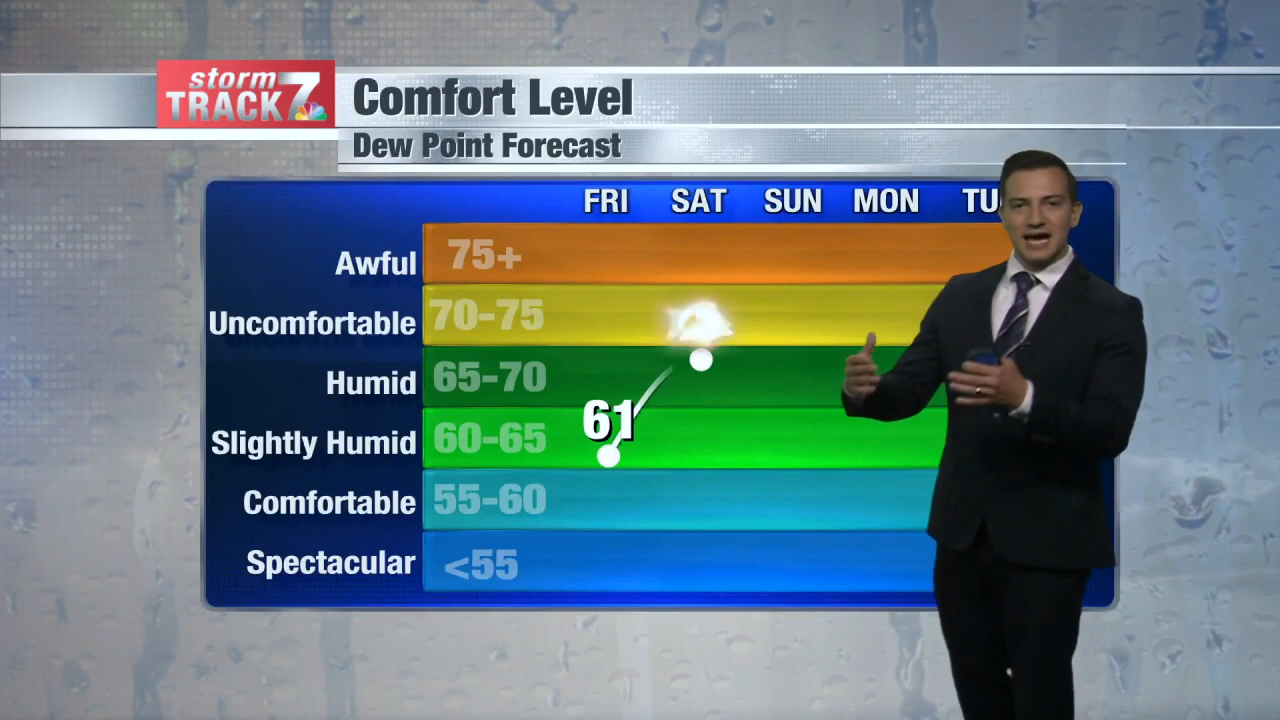 storm
TRACK 7
Comfort Level
Dew Point Forecast
FRI SAT SUN MON TU
Awful 75+
Uncomfortable 70-75
Humid 65-70
61
Slightly Humid 60-65
Comfortable 55-60
Spectacular <55